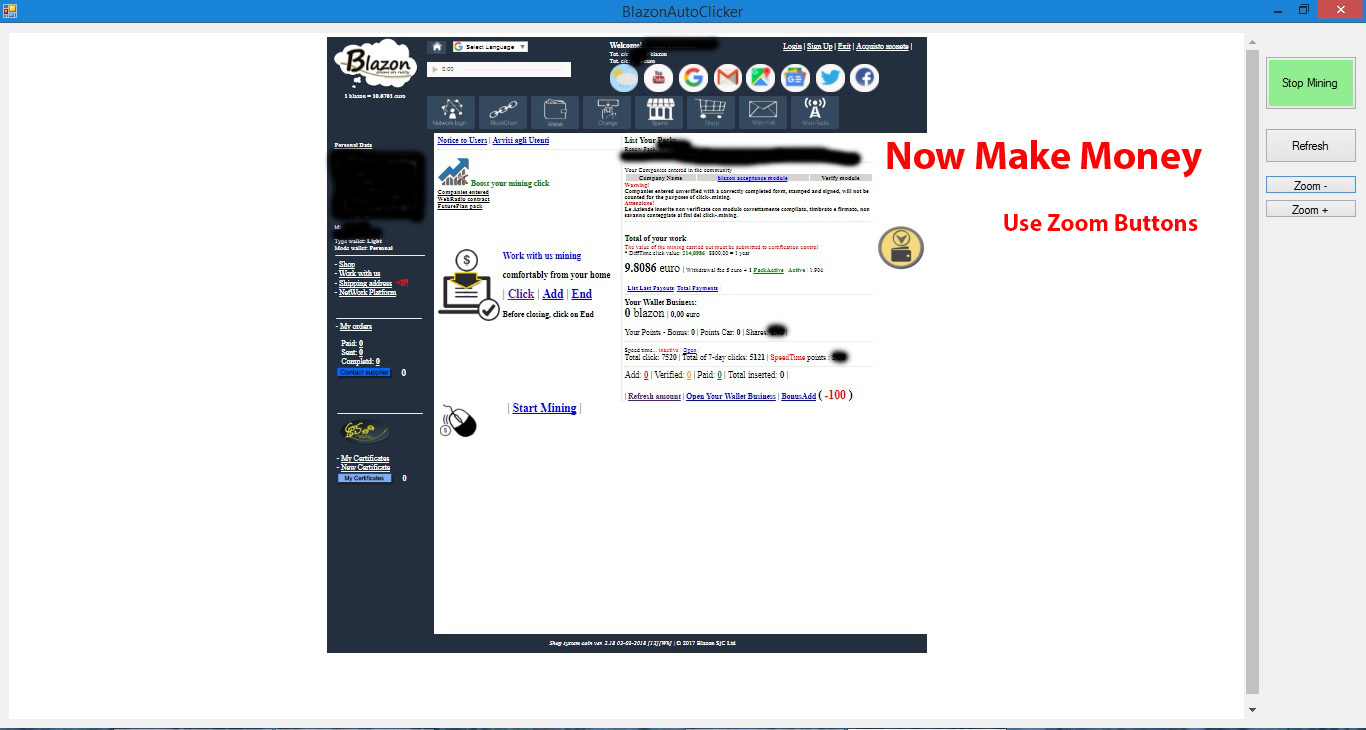 BlazonAutoClicker
Blazon
1 blazon = 10.8701 euro
Select Language
0:00
Welcome!
Tot. c/c: blazon
Tot. c/c: euro
Login | Sign Up | Exit | Acquisto monete |
Network login
BlockChain
Wallet
Change
Spend
Shop
Web mail
Web Radio
Personal Data
id:
Type wallet: Light
Mode wallet: Personal
- Shop
- Work with us
- Shipping address
- NetWork Platform
- My orders
Paid: 0
Sent: 0
Completd: 0
Contact supplier 0
- My Certificates
- New Certificate
My Certificates 0
Notice to Users | Avvisi agli Utenti
Boost your mining click
Companies entered
WebRadio contract
FuturePlan pack
Work with us mining
comfortably from your home
| Click | Add | End
Before closing, click on End
| Start Mining |
List Your
Your Companies entered in the community
Company Name blazon acceptance module Verify module
Warning!
Companies entered unverified with a correctly completed form, stamped and signed, will not
counted for the purposes of click-mining.
Attenzione!
Le Aziende inserite non verificate con modulo correttamente compilato, timbrato e firmato, non
saranno conteggiate ai fini del click-mining.
Total of your work
The value of the mining carried out must be submitted to certification control
* DiffTime click value: 214,0986 - 8800,00 = 1 year
9.8086 euro | Withdrawal fee 5 euro + 1 PackActive | Active : 1.904
List Last Payouts Total Payments |
Your Wallet Business:
0 blazon | 0,00 euro
Your Points - Bonus: 0 | Points Car: 0 | Shares:
Speed time... inactive | Open
Total click: 7520 | Total of 7-day clicks: 5121 | SpeedTime points :
Add: 0 | Verified: 0 | Paid: 0 | Total inserted: 0 |
| Refresh amount | Open Your Wallet Business | BonusAdd ( -100 )
Shop system coin ver. 2.18 02-03-2018 [12][Wk] | © 2017 Blazon SJC Ltd
Now Make Money
Use Zoom Buttons
Stop Mining
Refresh
Zoom -
Zoom +